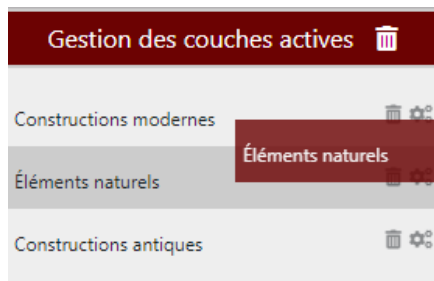 Gestion des couches actives
Constructions modernes
Éléments naturels
Éléments naturels
Constructions antiques